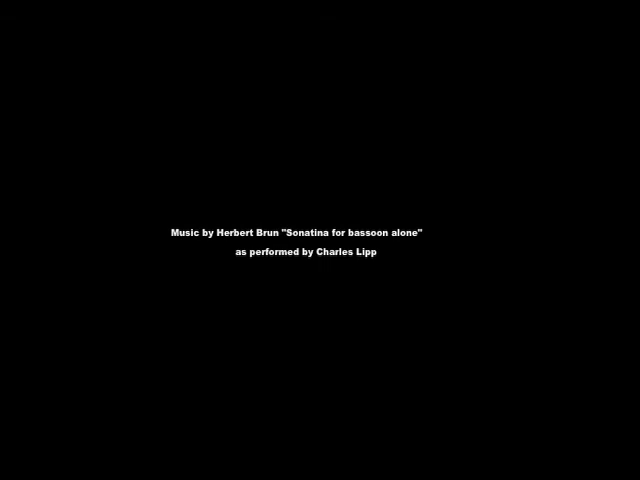 Music by Herbert Brun "Sonatina for bassoon alone"
as performed by Charles Lipp